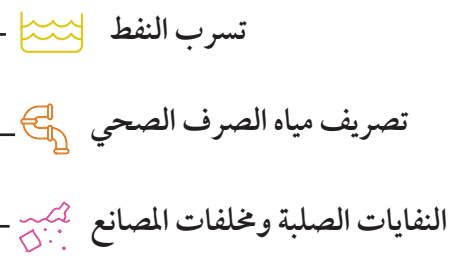 تسرب النفط
تصريف مياه الصرف الصحي
النفايات الصلبة ومخلفات المصانع